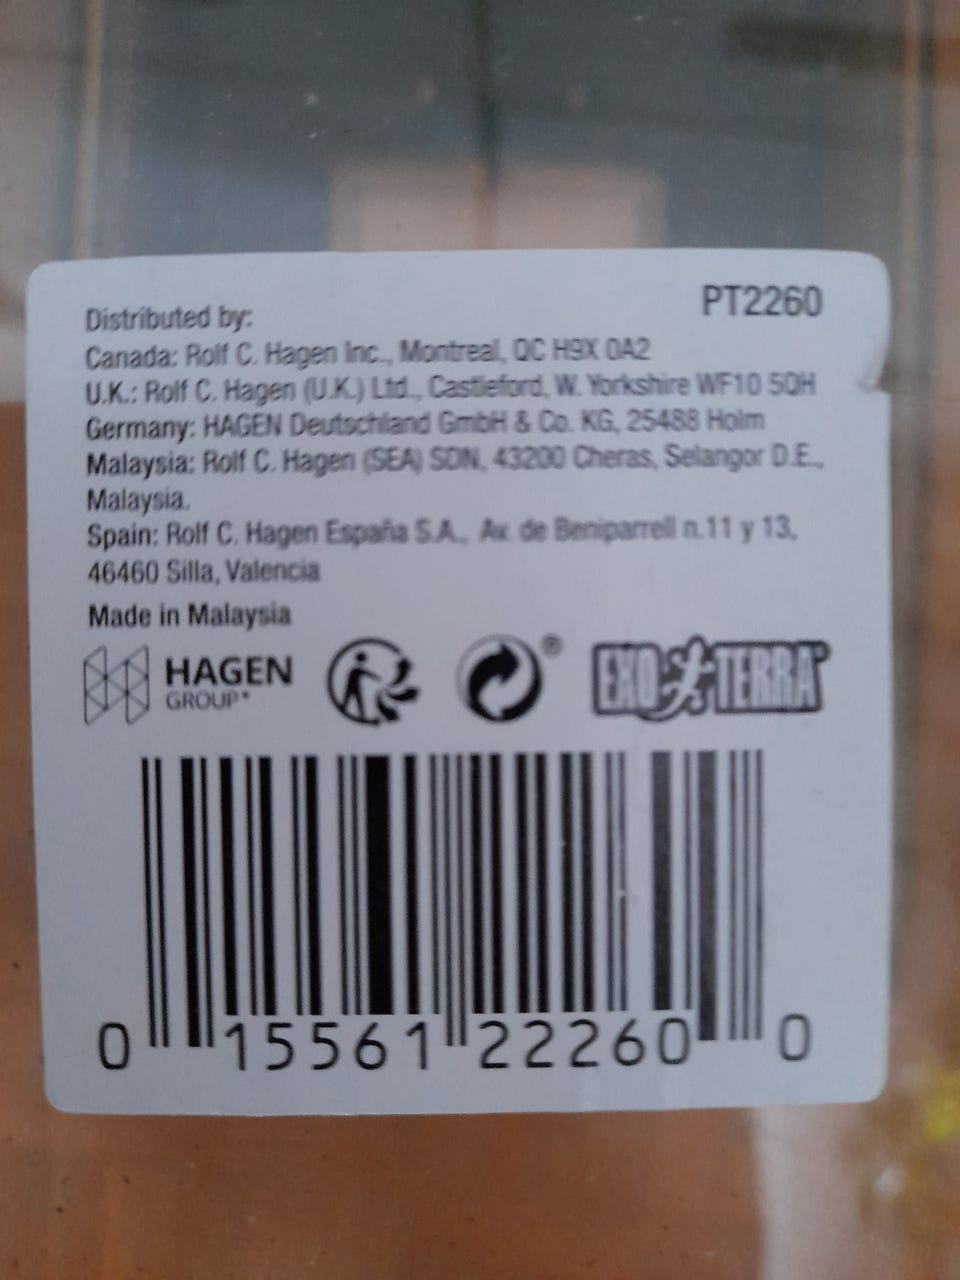 PT2260
Distributed by:
Canada: Rolf C. Hagen Inc., Montreal, QC H9X 0A2
U.K.: Rolf C. Hagen (U.K.) Ltd., Castleford, W. Yorkshire WF10 5QH
Germany: HAGEN Deutschland GmbH & Co. KG, 25488 Holm
Malaysia: Rolf C. Hagen (SEA) SDN, 43200 Cheras, Selangor D.E.,
Malaysia.
Spain: Rolf C. Hagen España S.A., Av. de Beniparrell n.11 y 13,
46460 Silla, Valencia
Made in Malaysia
HAGEN
GROUP®
EXO TERRA®
0 15561 22260 0